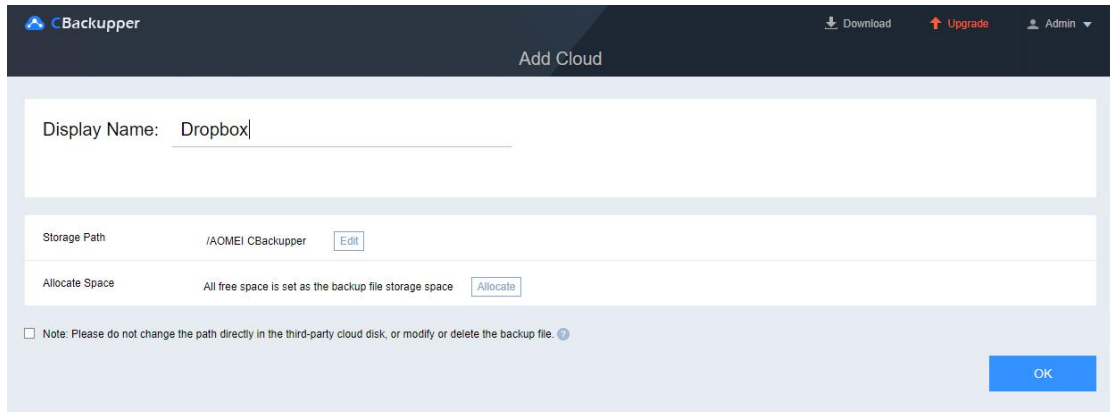 CBackupper
Download Upgrade Admin
Add Cloud
Display Name: Dropbox
Storage Path /AOMEI CBackupper Edit
Allocate Space All free space is set as the backup file storage space Allocate
Note: Please do not change the path directly in the third-party cloud disk, or modify or delete the backup file. ?
OK